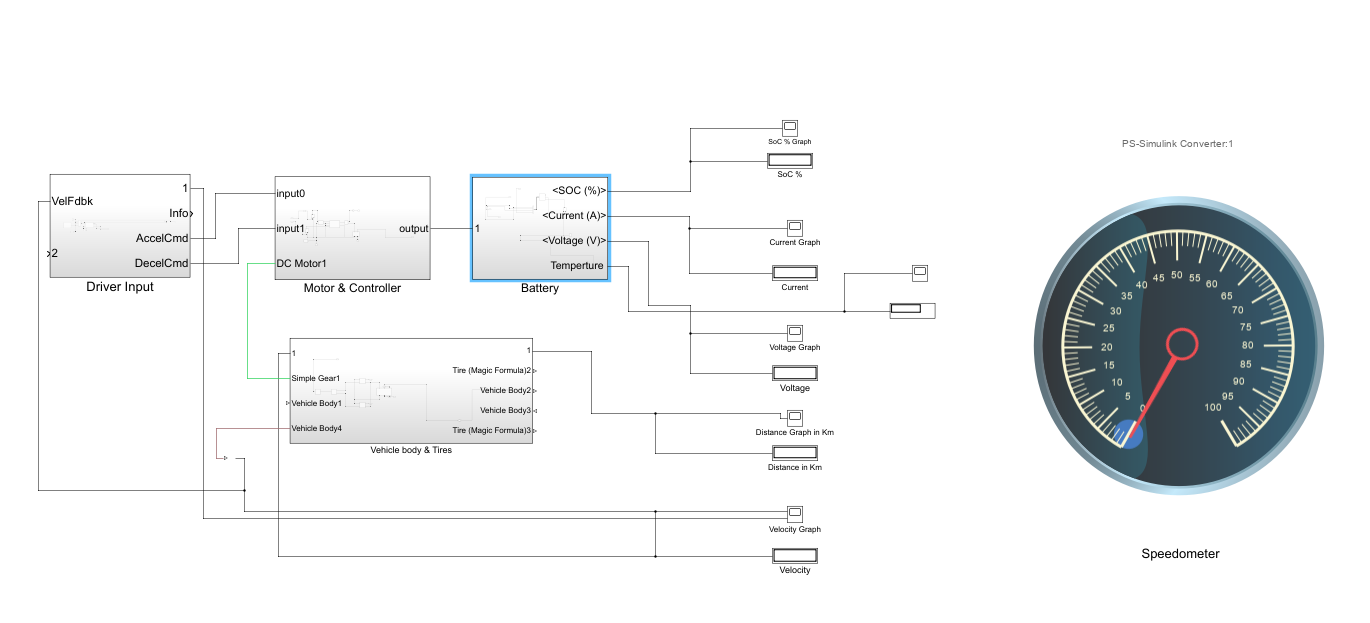 PS-Simulink Converter:1
SoC % Graph
SoC %
VelFdbk
2
1
Info
AccelCmd
DecelCmd
Driver Input
input0
input1
DC Motor1
output
Motor & Controller
1
<SOC (%)>
<Current (A)>
<Voltage (V)>
Temperture
Battery
Current Graph
Current
Voltage Graph
Voltage
1
Simple Gear1
Vehicle Body1
Vehicle Body4
1
Tire (Magic Formula)2
Vehicle Body2
Vehicle Body3
Tire (Magic Formula)3
Vehicle body & Tires
Distance Graph in Km
Distance in Km
Velocity Graph
Velocity
0
5
10
15
20
25
30
35
40
45
50
55
60
65
70
75
80
85
90
95
100
Speedometer